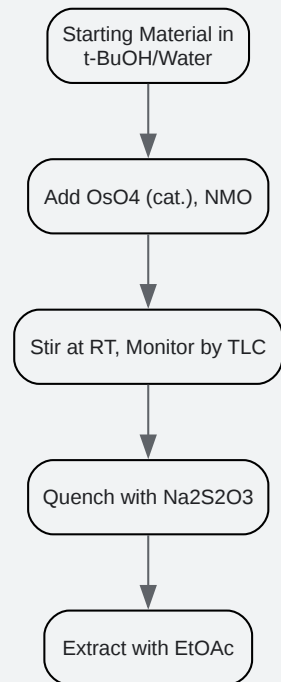 Starting Material in
t-BuOH/Water
Add OsO4 (cat.), NMO
Stir at RT, Monitor by TLC
Quench with Na2S2O3
Extract with EtOAc